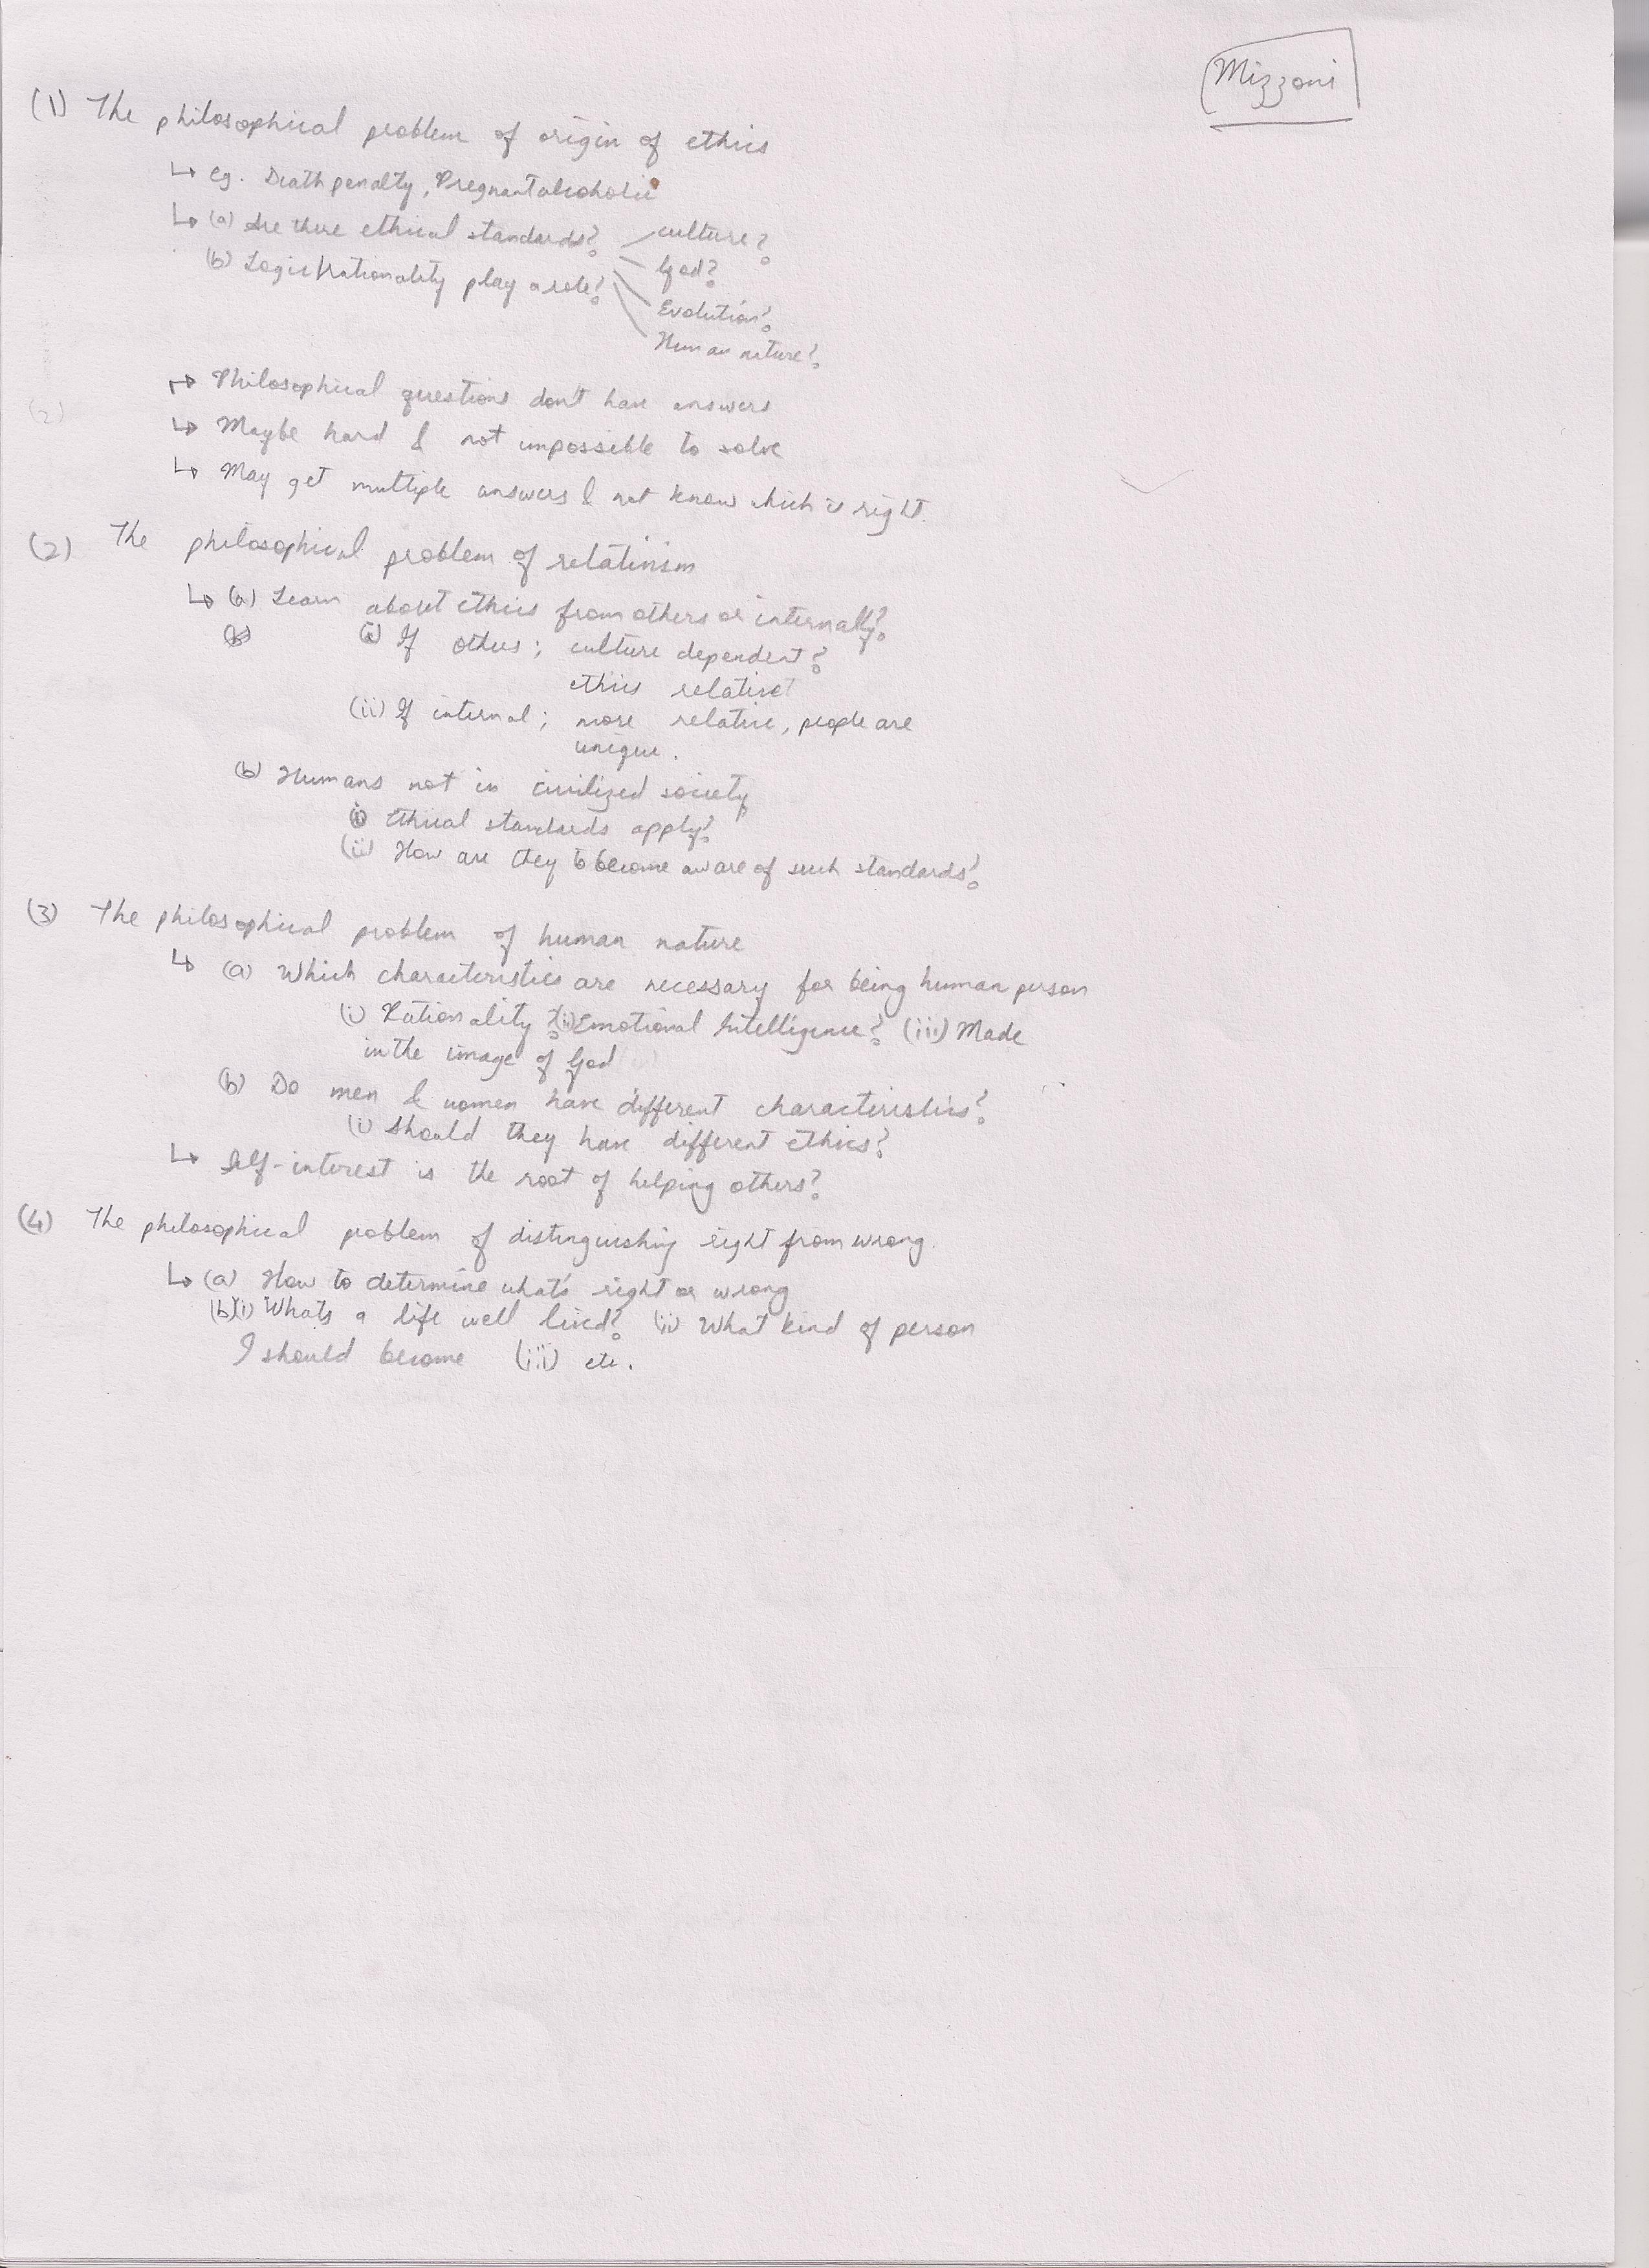 Mizzoni
(1) The philosophical problem of origin of ethics
↳ eg. Death penalty, Pregnant alcoholic
↳ (a) Are there ethical standards? culture?
God?
(b) Logic/Rationality play a role?
Evolution?
Human nature?
↳ Philosophical questions don't have answers
(2)
↳ Maybe hard & not impossible to solve
↳ May get multiple answers & not know which is right.
(2) The philosophical problem of relativism
↳ (a) Learn about ethics from others or internally?
(b) (i) If others; culture dependent?
ethics relative?
(ii) If internal; more relative, people are
unique.
(b) Humans not in civilized society
(i) Ethical standards apply?
(ii) How are they to become aware of such standards?
(3) The philosophical problem of human nature
↳ (a) Which characteristics are necessary for being human person
(i) Rationality? (ii) Emotional Intelligence? (iii) Made
in the image of God
(b) Do men & women have different characteristics?
(i) Should they have different ethics?
↳ Self-interest is the root of helping others?
(4) The philosophical problem of distinguishing right from wrong.
↳ (a) How to determine what's right or wrong
(b)(i) Whats a life well lived? (ii) What kind of person
I should become (iii) etc.